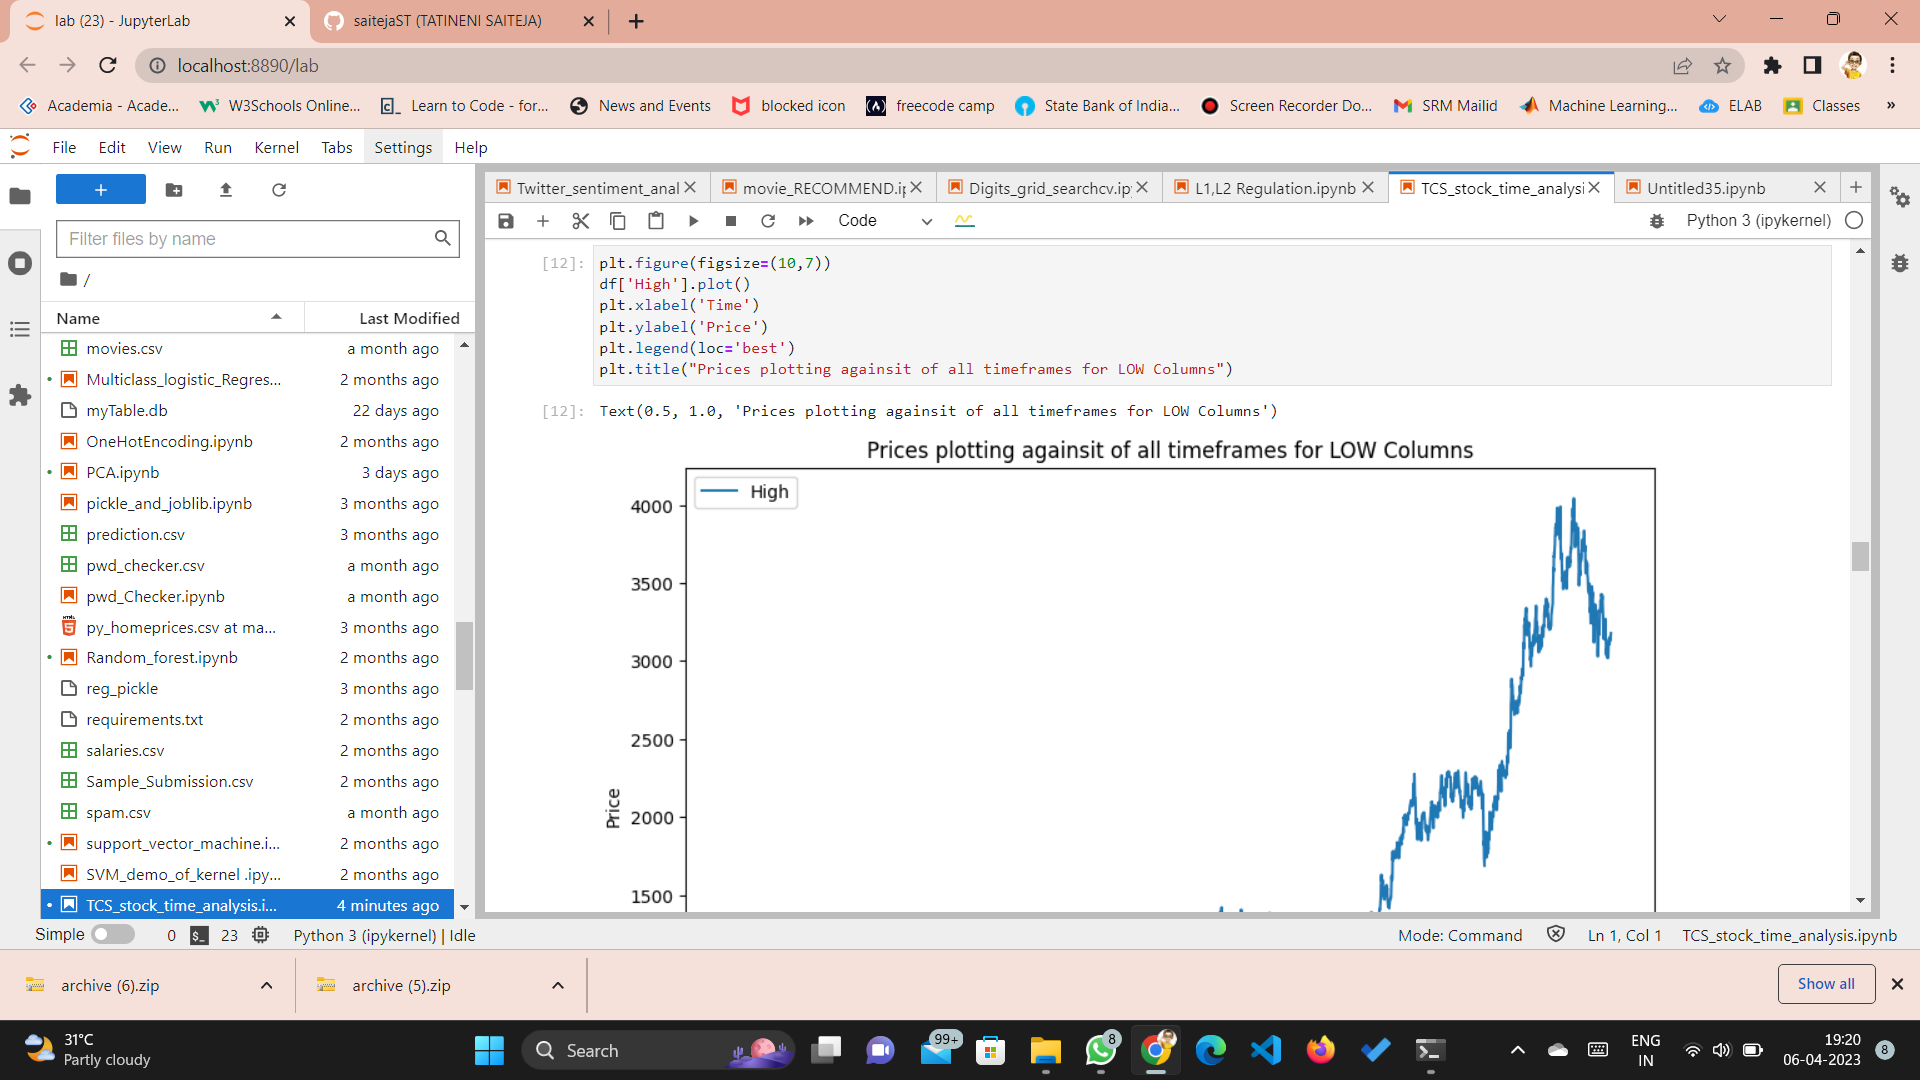 lab (23) - JupyterLab
saitejaST (TATINENI SAITEJA)
localhost:8890/lab
Academia - Acade...
W3Schools Online...
Learn to Code - for...
News and Events
blocked icon
freecode camp
State Bank of India...
Screen Recorder Do...
SRM Mailid
Machine Learning...
ELAB
Classes
»
File Edit View Run Kernel Tabs Settings Help
Filter files by name
/
Name Last Modified
movies.csv a month ago
Multiclass_logistic_Regres... 2 months ago
myTable.db 22 days ago
OneHotEncoding.ipynb 2 months ago
PCA.ipynb 3 days ago
pickle_and_joblib.ipynb 3 months ago
prediction.csv 3 months ago
pwd_checker.csv a month ago
pwd_Checker.ipynb a month ago
py_homeprices.csv at ma... 3 months ago
Random_forest.ipynb 2 months ago
reg_pickle 3 months ago
requirements.txt 2 months ago
salaries.csv 2 months ago
Sample_Submission.csv 2 months ago
spam.csv a month ago
support_vector_machine.i... 2 months ago
SVM_demo_of_kernel .ipy... 2 months ago
TCS_stock_time_analysis.i... 4 minutes ago
Twitter_sentiment_anal
movie_RECOMMEND.ip
Digits_grid_searchcv.ip
L1,L2 Regulation.ipynb
TCS_stock_time_analysi
Untitled35.ipynb
Code
Python 3 (ipykernel)
[12]: plt.figure(figsize=(10,7))
df['High'].plot()
plt.xlabel('Time')
plt.ylabel('Price')
plt.legend(loc='best')
plt.title("Prices plotting againsit of all timeframes for LOW Columns")
[12]: Text(0.5, 1.0, 'Prices plotting againsit of all timeframes for LOW Columns')
Prices plotting againsit of all timeframes for LOW Columns
High
4000
3500
3000
2500
2000
1500
Price
Simple 0 $_ 23 Python 3 (ipykernel) | Idle
Mode: Command Ln 1, Col 1 TCS_stock_time_analysis.ipynb
archive (6).zip
archive (5).zip
Show all
31°C
Partly cloudy
Search
99+
8
ENG
IN
19:20
06-04-2023
8